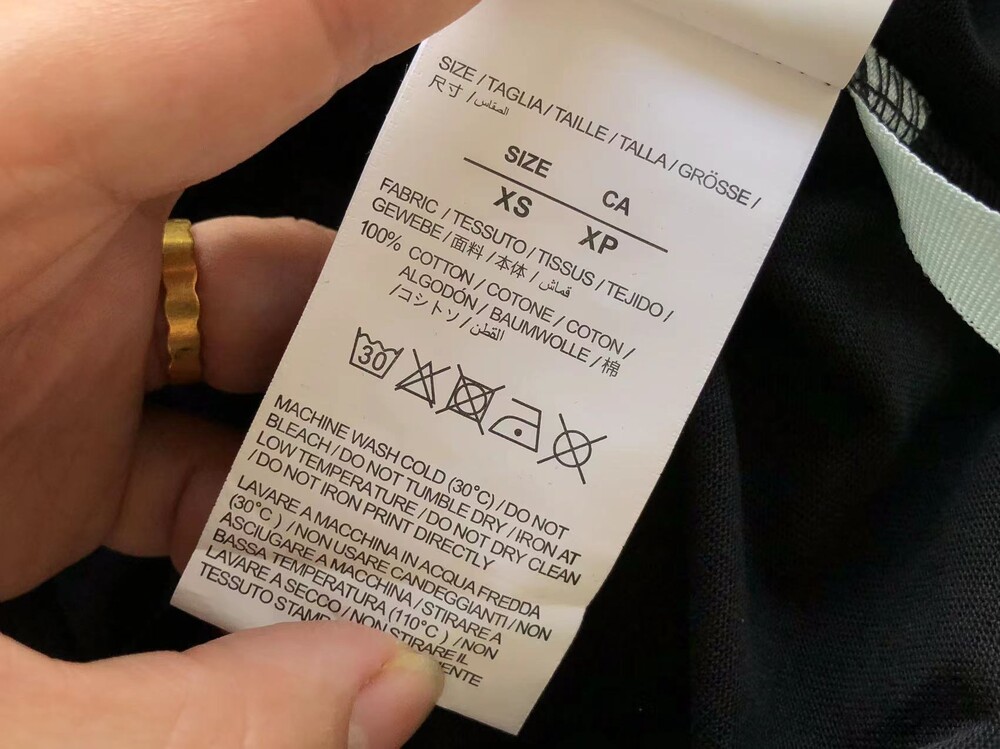 SIZE / TAGLIA / TAILLE / TALLA / GRÖSSE /
尺寸 / المقاس
SIZE CA
XS XP
FABRIC / TESSUTO / TISSUS / TEJIDO /
GEWEBE / 面料 / 本体 / قماش
100% COTTON / COTONE / COTON /
ALGODÓN / BAUMWOLLE / 棉
/コシトッ / القطن
30
MACHINE WASH COLD (30°C) / DO NOT
BLEACH / DO NOT TUMBLE DRY / IRON AT
LOW TEMPERATURE / DO NOT DRY CLEAN
/ DO NOT IRON PRINT DIRECTLY
LAVARE A MACCHINA IN ACQUA FREDDA
(30°C ) / NON USARE CANDEGGIANTI / NON
ASCIUGARE A MACCHINA / STIRARE A
BASSA TEMPERATURA (110°C ) / NON
LAVARE A SECCO / NON STIRARE IL
TESSUTO